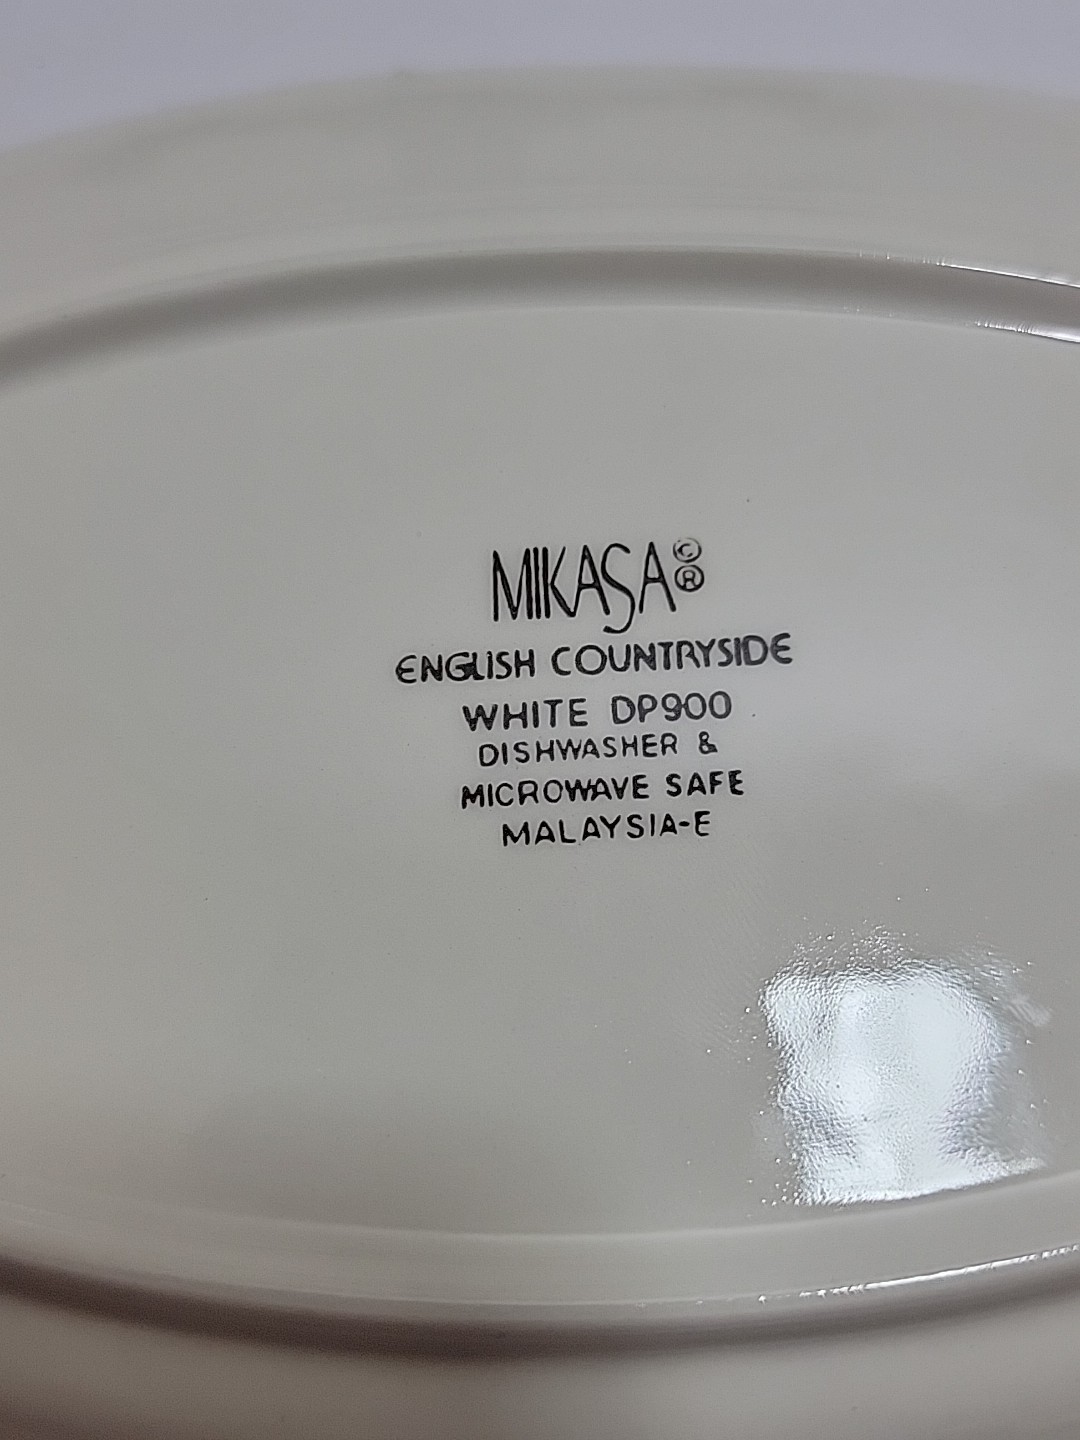 MIKASA©®
ENGLISH COUNTRYSIDE
WHITE DP900
DISHWASHER &
MICROWAVE SAFE
MALAYSIA-E